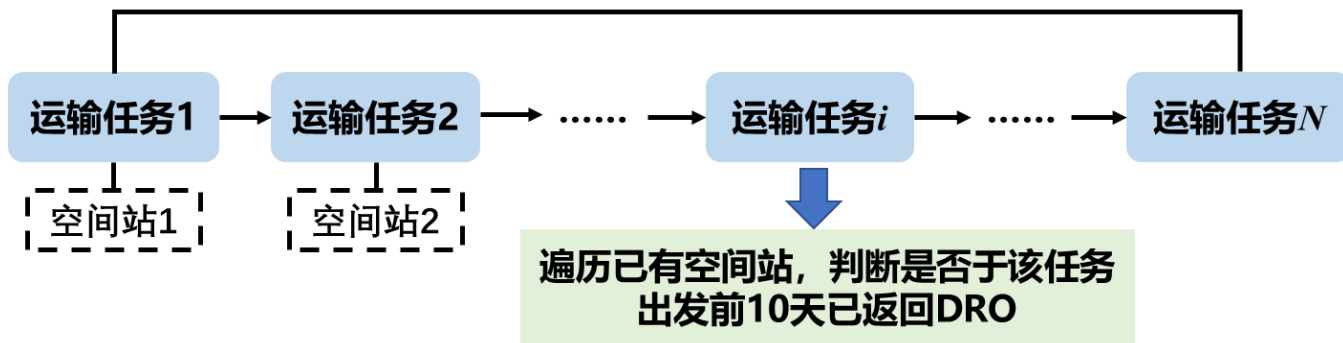 运输任务1
运输任务2
......
运输任务i
......
运输任务N
空间站1
空间站2
遍历已有空间站，判断是否于该任务
出发前10天已返回DRO